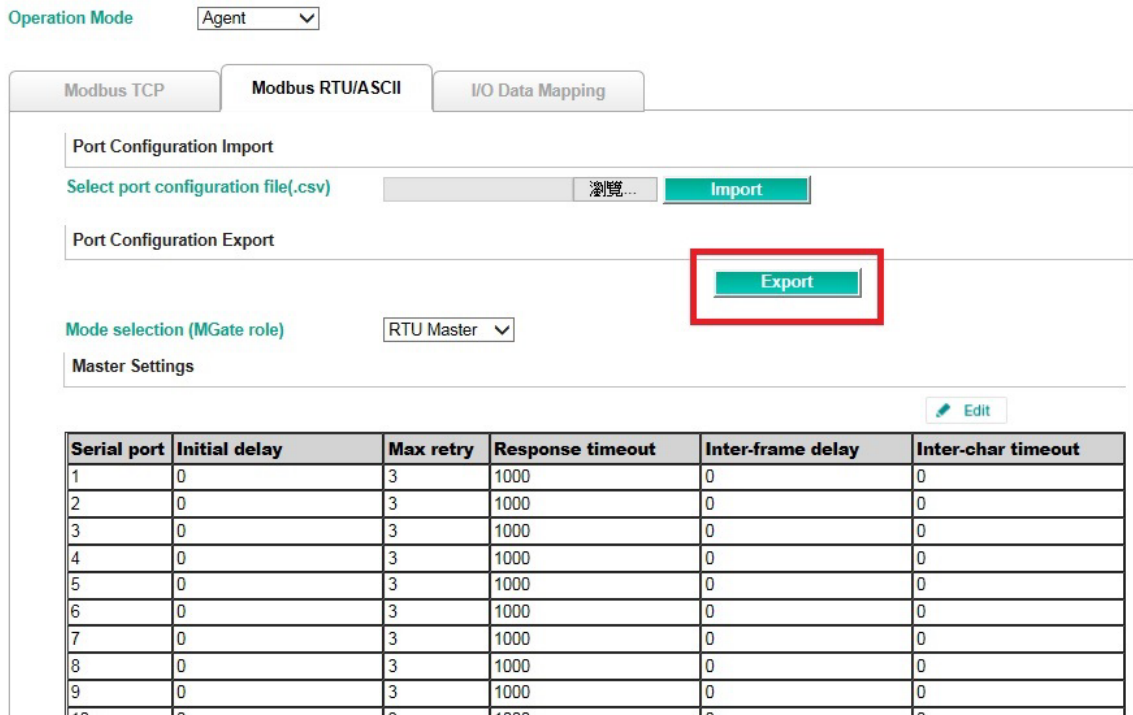 Operation Mode Agent
Modbus TCP Modbus RTU/ASCII I/O Data Mapping
Port Configuration Import
Select port configuration file(.csv) 瀏覽... Import
Port Configuration Export
Export
Mode selection (MGate role) RTU Master
Master Settings
Edit
Serial port Initial delay Max retry Response timeout Inter-frame delay Inter-char timeout
1 0 3 1000 0 0
2 0 3 1000 0 0
3 0 3 1000 0 0
4 0 3 1000 0 0
5 0 3 1000 0 0
6 0 3 1000 0 0
7 0 3 1000 0 0
8 0 3 1000 0 0
9 0 3 1000 0 0